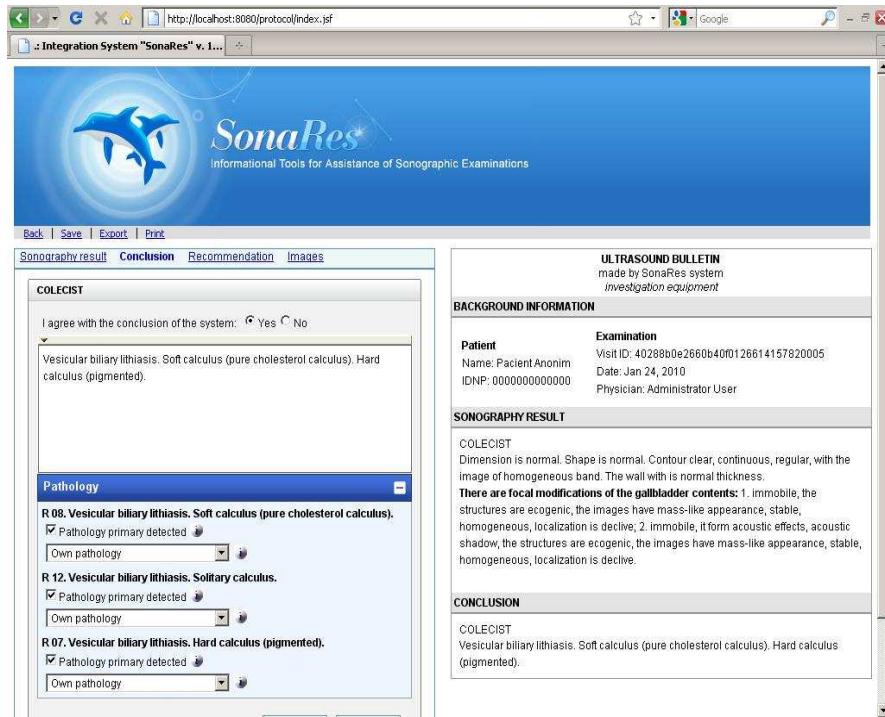 http://localhost:8080/protocol/index.jsf
Google
.: Integration System "SonaRes" v. 1...
SonaRes
Informational Tools for Assistance of Sonographic Examinations
Back | Save | Export | Print
Sonography result Conclusion Recommendation Images
COLECIST
I agree with the conclusion of the system: Yes No
Vesicular biliary lithiasis. Soft calculus (pure cholesterol calculus). Hard
calculus (pigmented).
Pathology
R 08. Vesicular biliary lithiasis. Soft calculus (pure cholesterol calculus).
Pathology primary detected
Own pathology
R 12. Vesicular biliary lithiasis. Solitary calculus.
Pathology primary detected
Own pathology
R 07. Vesicular biliary lithiasis. Hard calculus (pigmented).
Pathology primary detected
Own pathology
ULTRASOUND BULLETIN
made by SonaRes system
investigation equipment
BACKGROUND INFORMATION
Patient
Name: Pacient Anonim
IDNP: 0000000000000
Examination
Visit ID: 40288b0e2660b40f0126614157820005
Date: Jan 24, 2010
Physician: Administrator User
SONOGRAPHY RESULT
COLECIST
Dimension is normal. Shape is normal. Contour clear, continuous, regular, with the
image of homogeneous band. The wall with is normal thickness.
There are focal modifications of the gallbladder contents: 1. immobile, the
structures are ecogenic, the images have mass-like appearance, stable,
homogeneous, localization is declive; 2. immobile, it form acoustic effects, acoustic
shadow, the structures are ecogenic, the images have mass-like appearance, stable,
homogeneous, localization is declive.
CONCLUSION
COLECIST
Vesicular biliary lithiasis. Soft calculus (pure cholesterol calculus). Hard calculus
(pigmented).